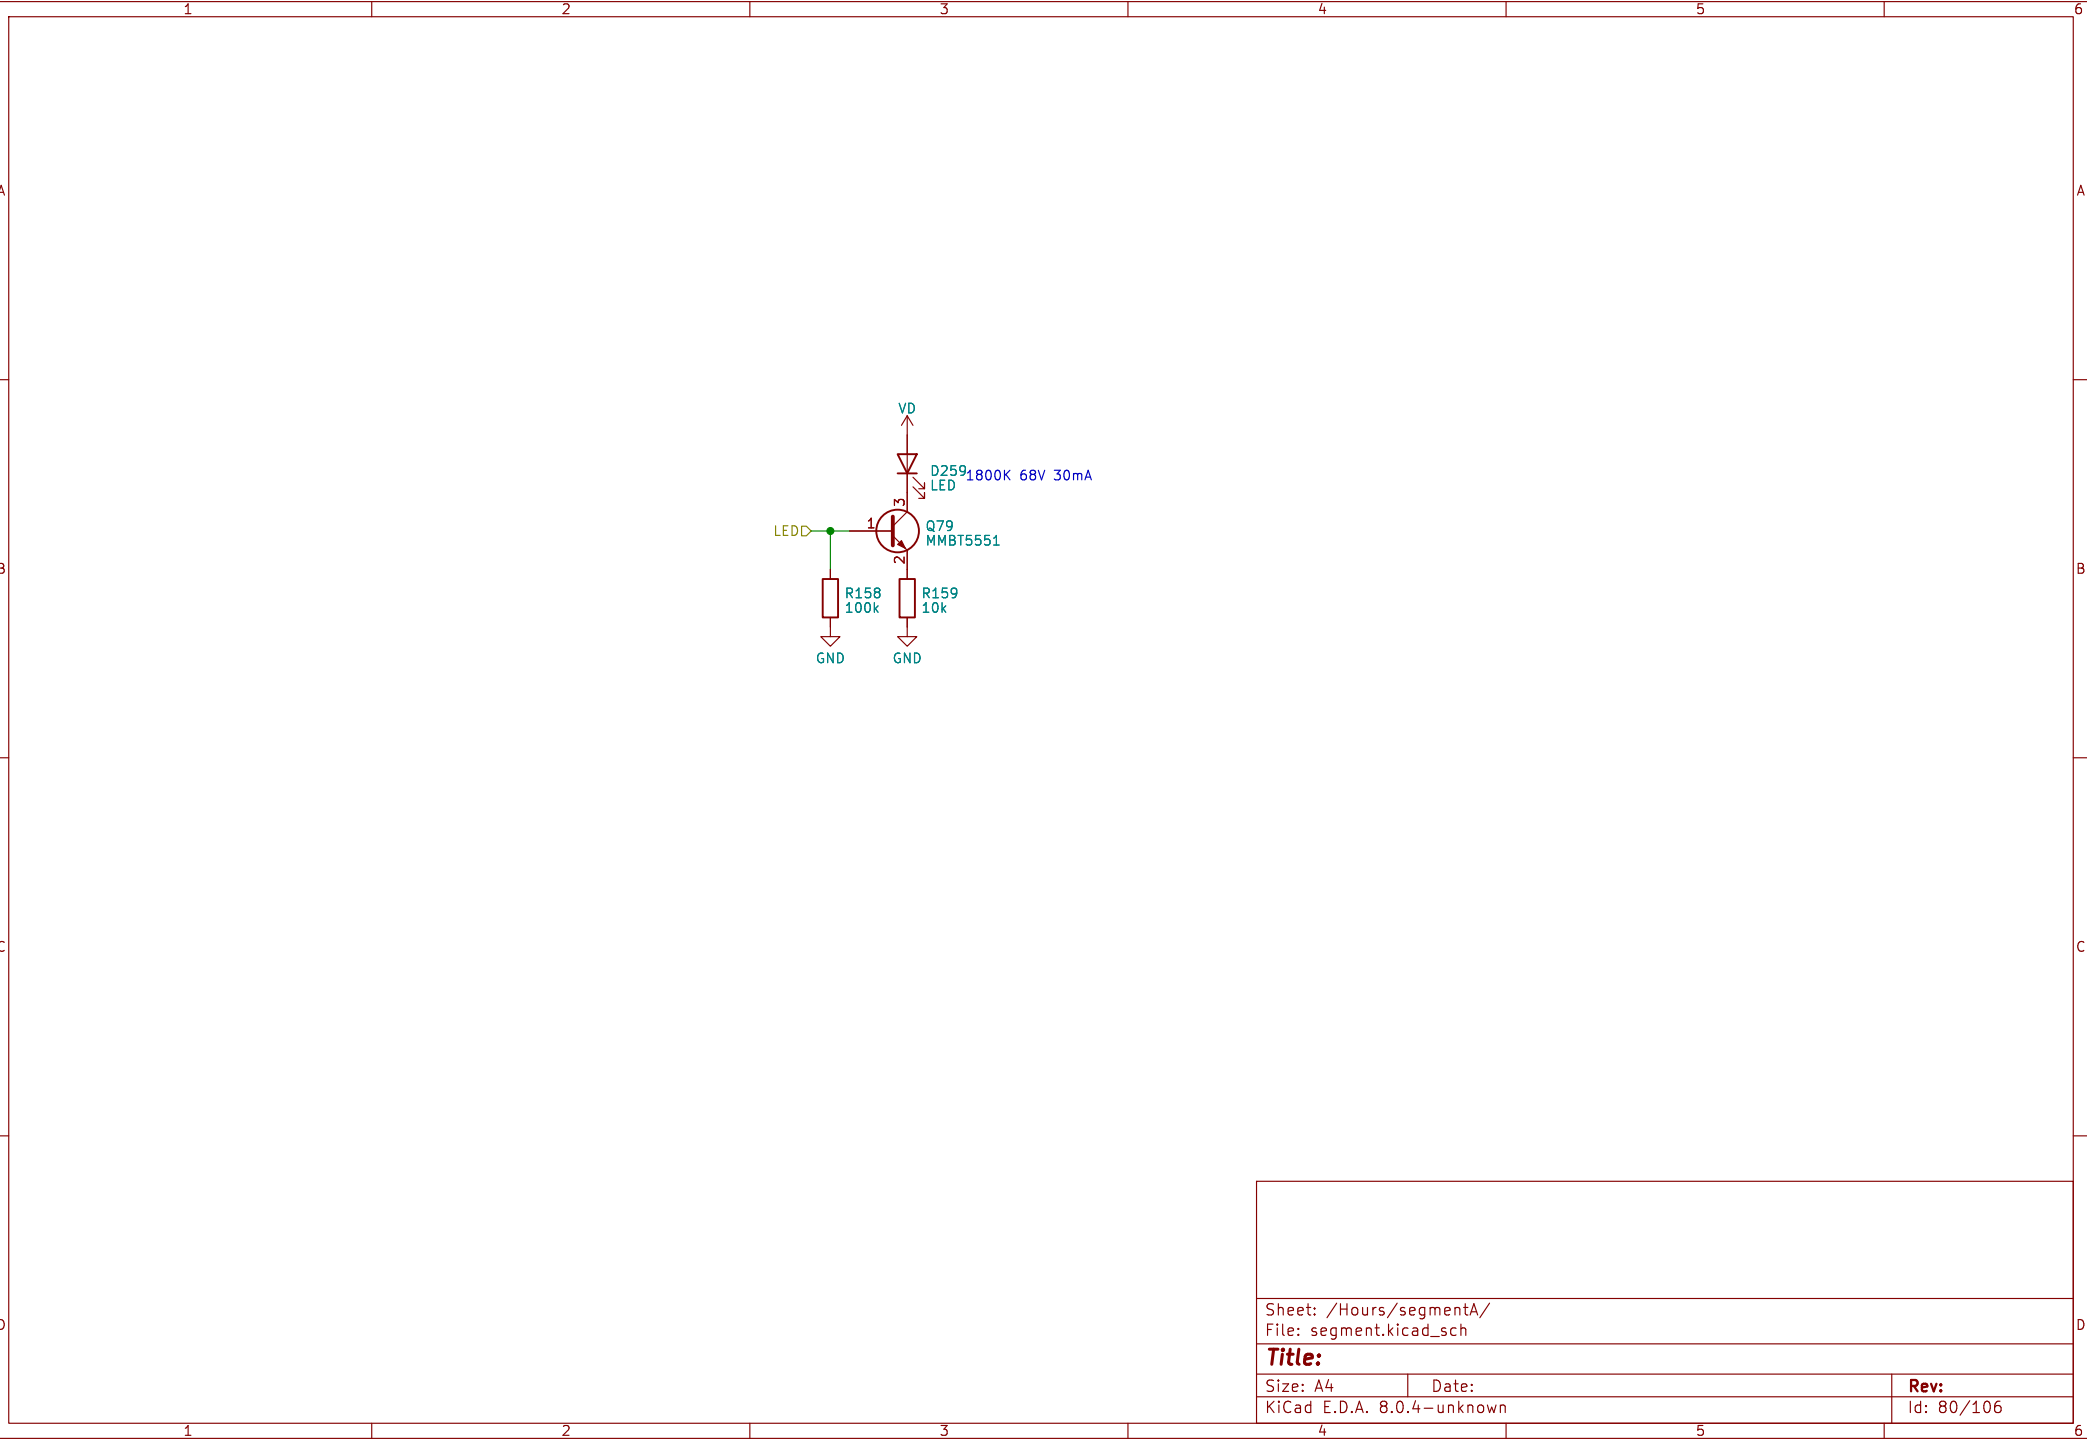 1 2 3 4 5 6
A A
VD
D259
LED
1800K 68V 30mA
3
LED
1
Q79
MMBT5551
2
B B
R158
100k
R159
10k
GND
GND
C C
Sheet: /Hours/segmentA/
File: segment.kicad_sch
D D
Title:
Size: A4
Date:
Rev:
KiCad E.D.A. 8.0.4-unknown
Id: 80/106
1 2 3 4 5 6